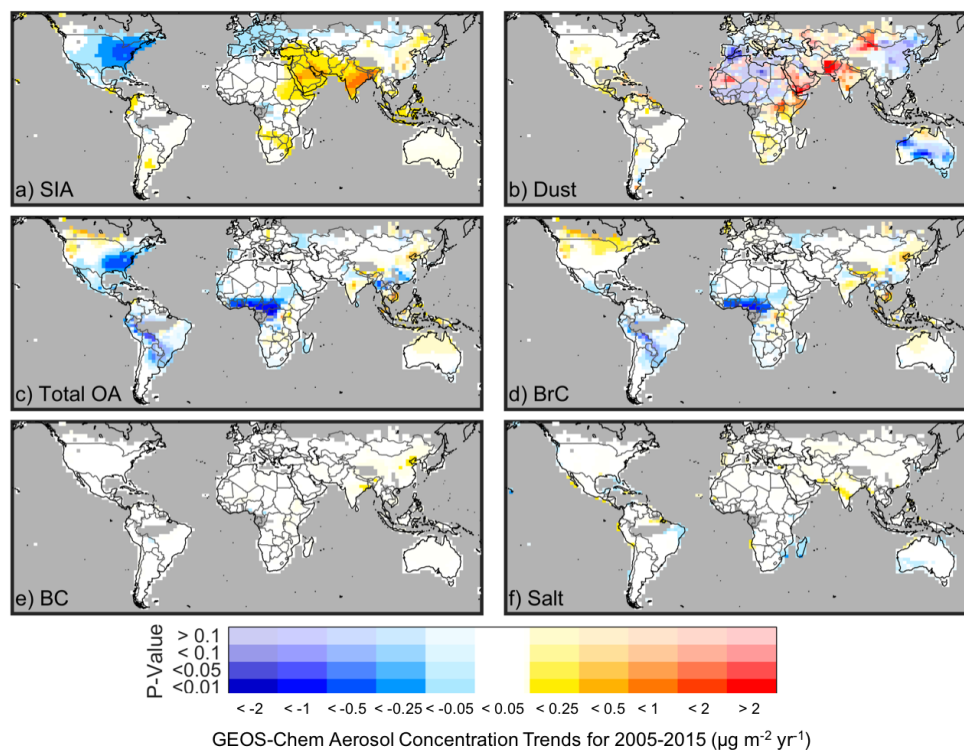 a) SIA
b) Dust
c) Total OA
d) BrC
e) BC
f) Salt
P-Value
> 0.1
< 0.1
<0.05
<0.01
< -2 < -1 < -0.5 < -0.25 < -0.05 < 0.05 < 0.25 < 0.5 < 1 < 2 > 2
GEOS-Chem Aerosol Concentration Trends for 2005-2015 (µg m⁻² yr⁻¹)